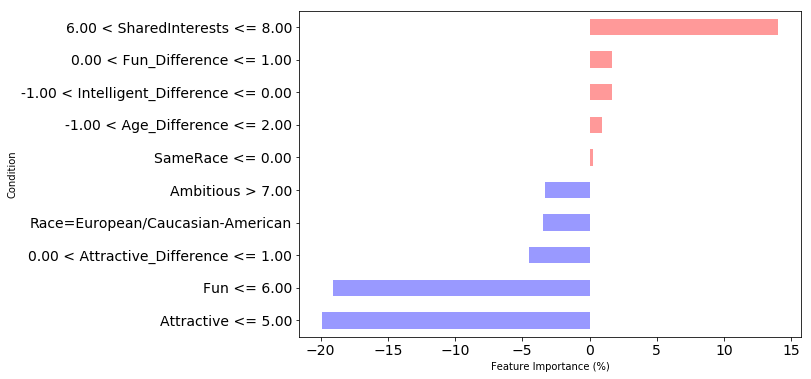 6.00 < SharedInterests <= 8.00
0.00 < Fun_Difference <= 1.00
-1.00 < Intelligent_Difference <= 0.00
-1.00 < Age_Difference <= 2.00
SameRace <= 0.00
Ambitious > 7.00
Race=European/Caucasian-American
0.00 < Attractive_Difference <= 1.00
Fun <= 6.00
Attractive <= 5.00
Condition
−20 −15 −10 −5 0 5 10 15
Feature Importance (%)